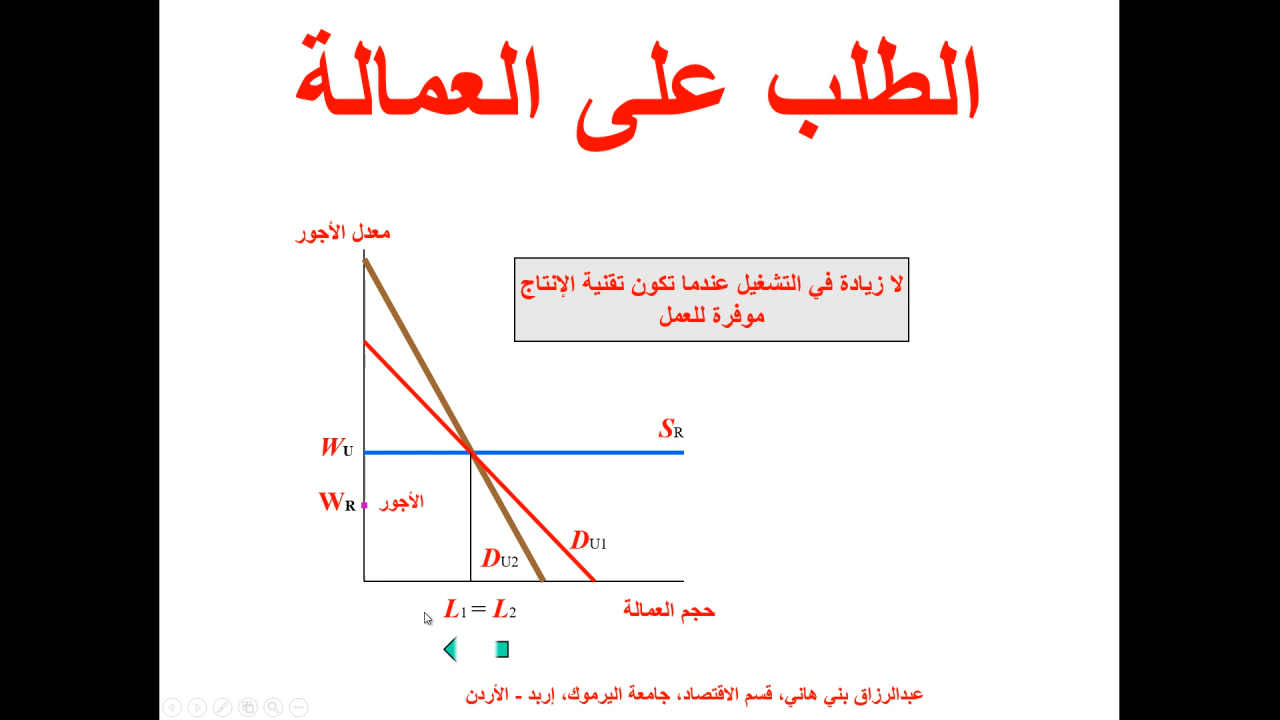 الطلب على العمالة
معدل الأجور
لا زيادة في التشغيل عندما تكون تقنية الإنتاج
موفرة للعمل
SR
WU
WR
الأجور
DU1
DU2
L1 = L2
حجم العمالة
عبدالرزاق بني هاني، قسم الاقتصاد، جامعة اليرموك، إربد - الأردن